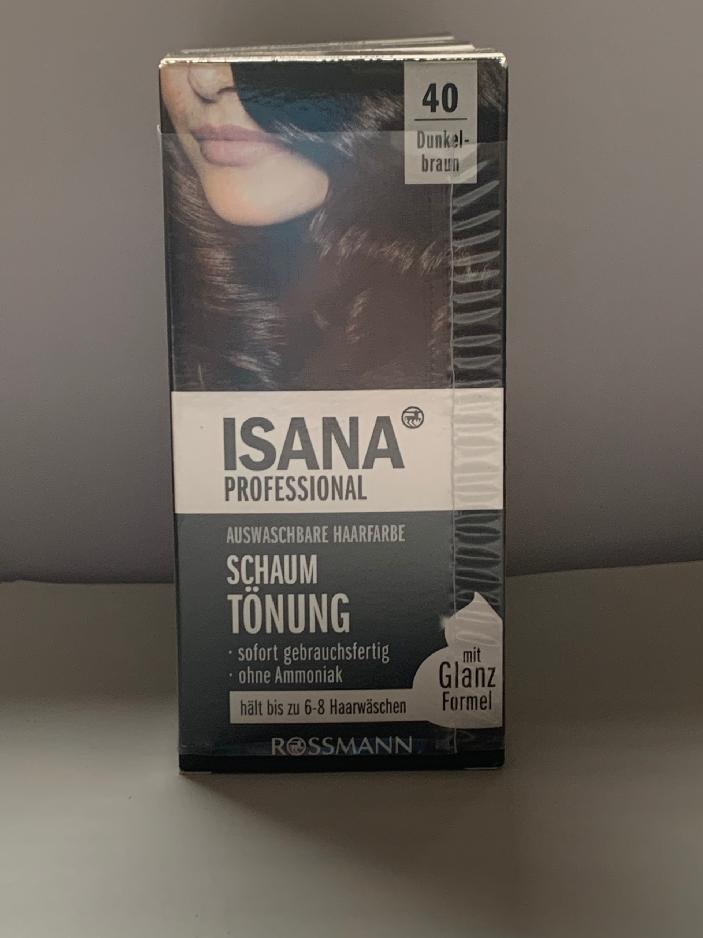 40
Dunkel-
braun
ISANA
PROFESSIONAL
AUSWASCHBARE HAARFARBE
SCHAUM
TÖNUNG
· sofort gebrauchsfertig
· ohne Ammoniak
hält bis zu 6-8 Haarwäschen
mit
Glanz
Formel
ROSSMANN